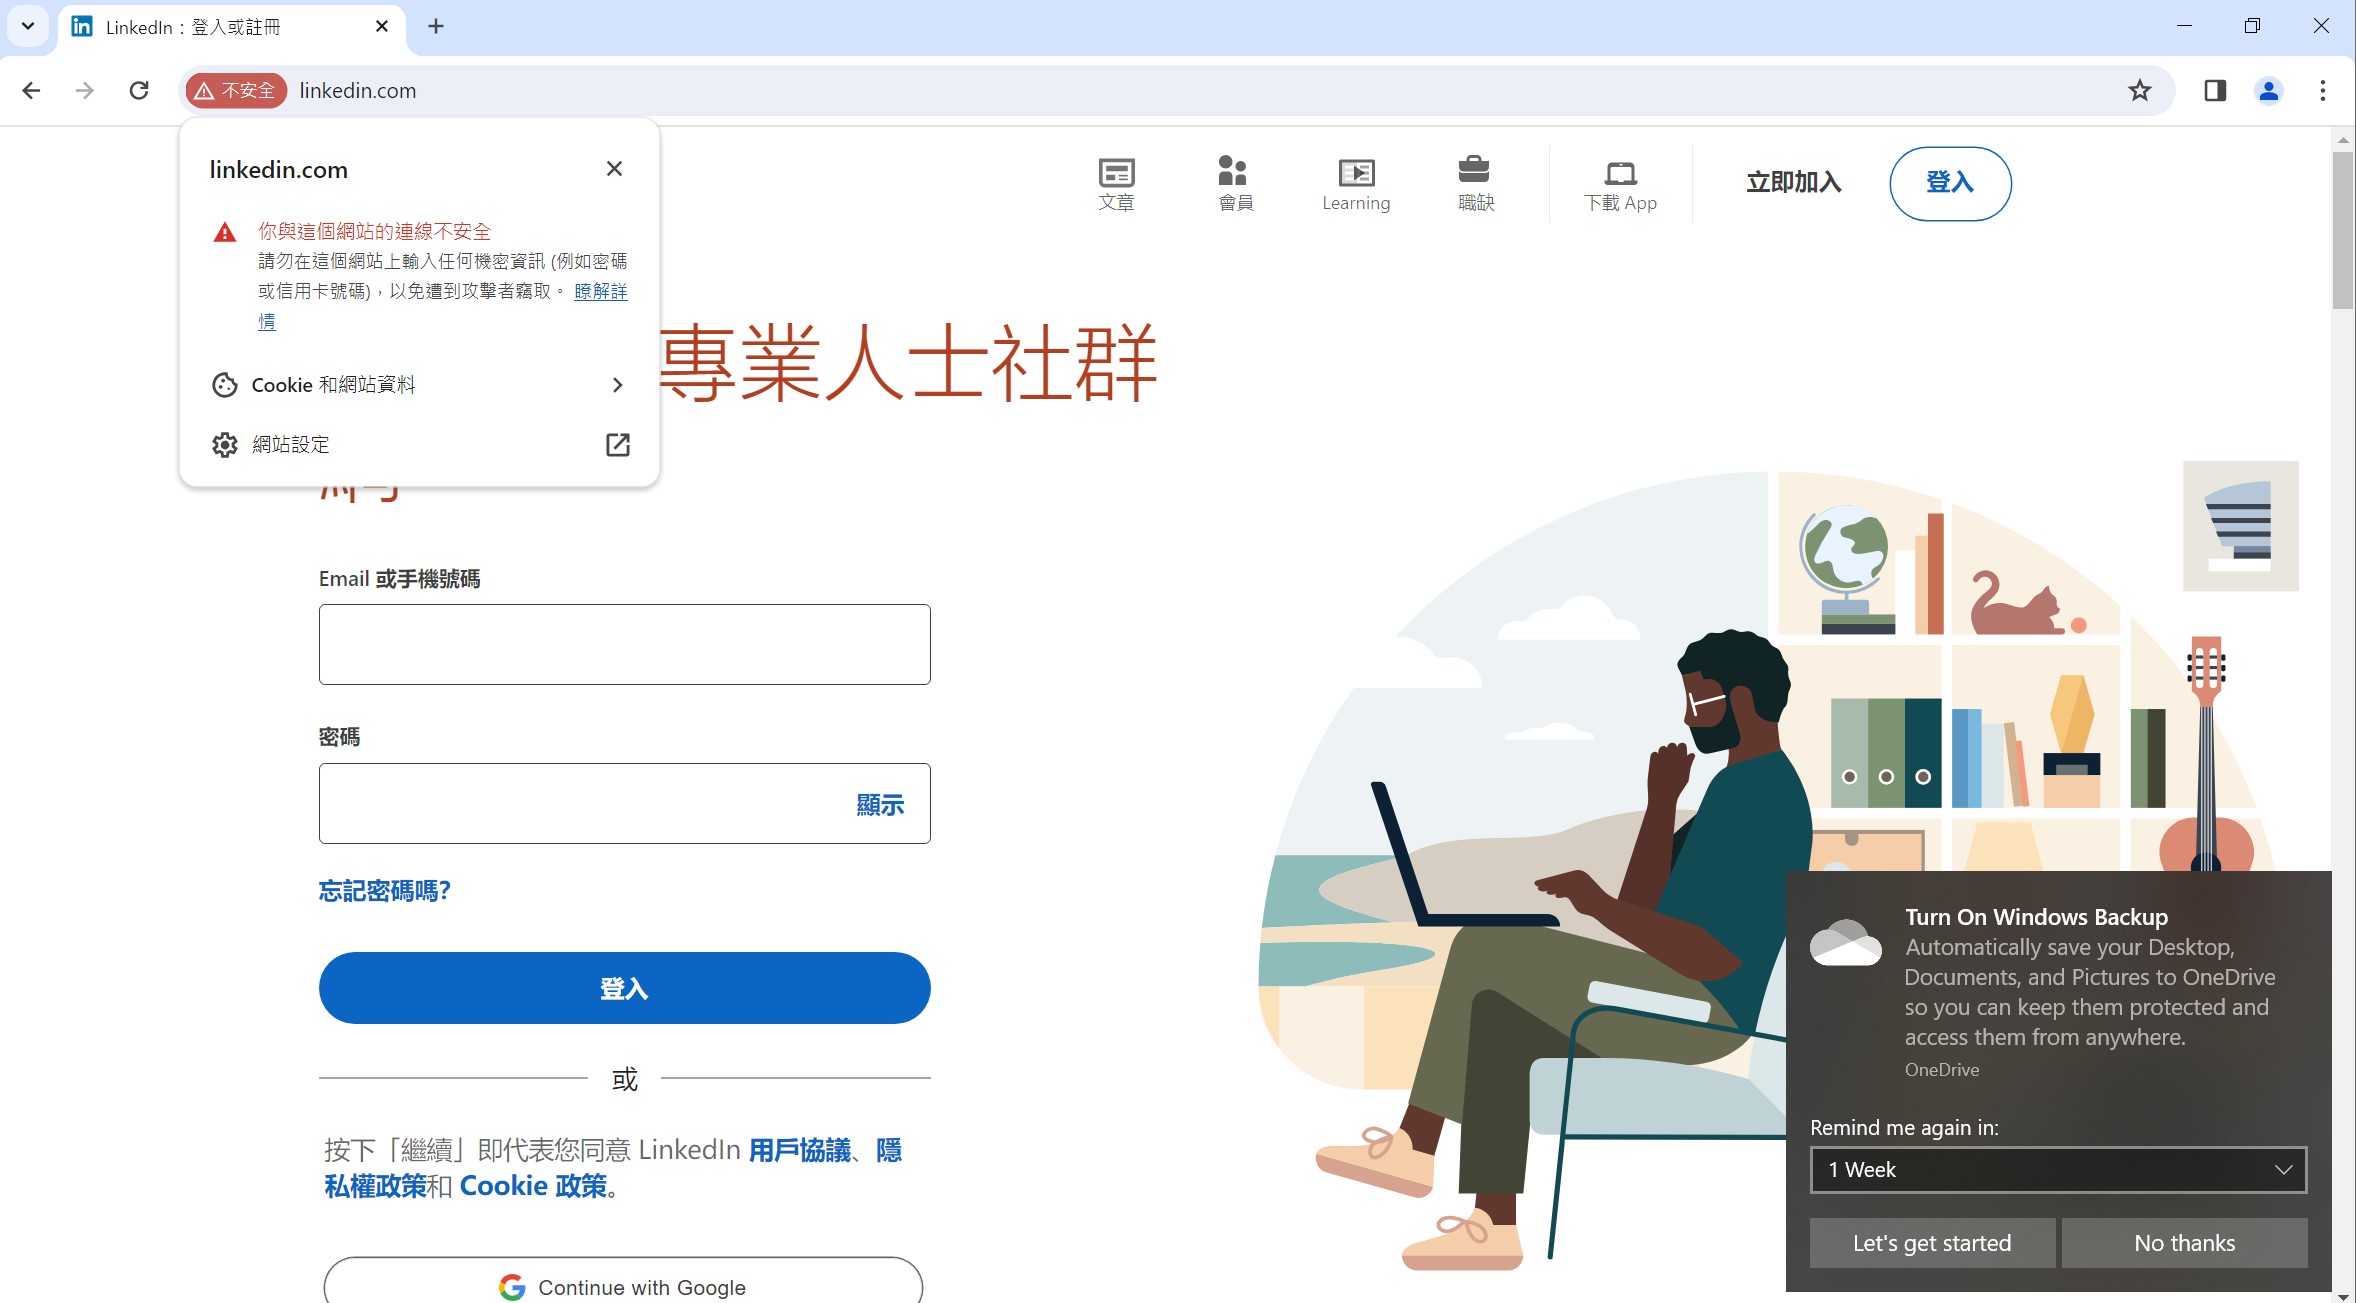 LinkedIn：登入或註冊
不安全
linkedin.com
linkedin.com
你與這個網站的連線不安全
請勿在這個網站上輸入任何機密資訊 (例如密碼
或信用卡號碼)，以免遭到攻擊者竊取。 瞭解詳
情
Cookie 和網站資料
網站設定
文章
會員
Learning
職缺
下載 App
立即加入
登入
專業人士社群
Email 或手機號碼
密碼
顯示
忘記密碼嗎？
登入
或
按下「繼續」即代表您同意 LinkedIn 用戶協議、隱
私權政策和 Cookie 政策。
Continue with Google
Turn On Windows Backup
Automatically save your Desktop,
Documents, and Pictures to OneDrive
so you can keep them protected and
access them from anywhere.
OneDrive
Remind me again in:
1 Week
Let's get started
No thanks